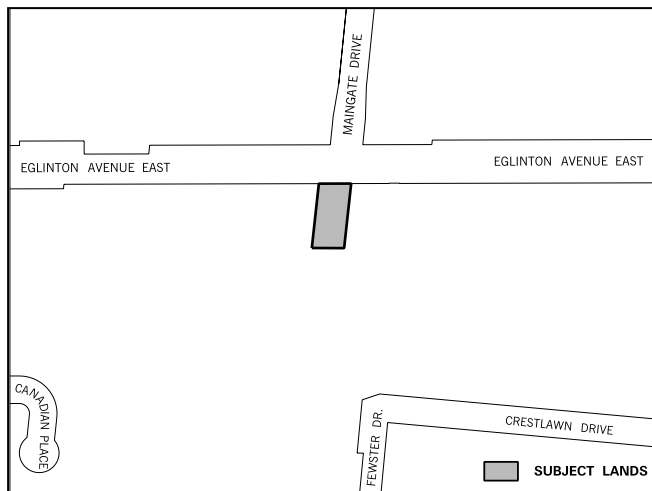 MAINGATE DRIVE
EGLINTON AVENUE EAST
EGLINTON AVENUE EAST
CANADIAN PLACE
FEWSTER DR.
CRESTLAWN DRIVE
SUBJECT LANDS